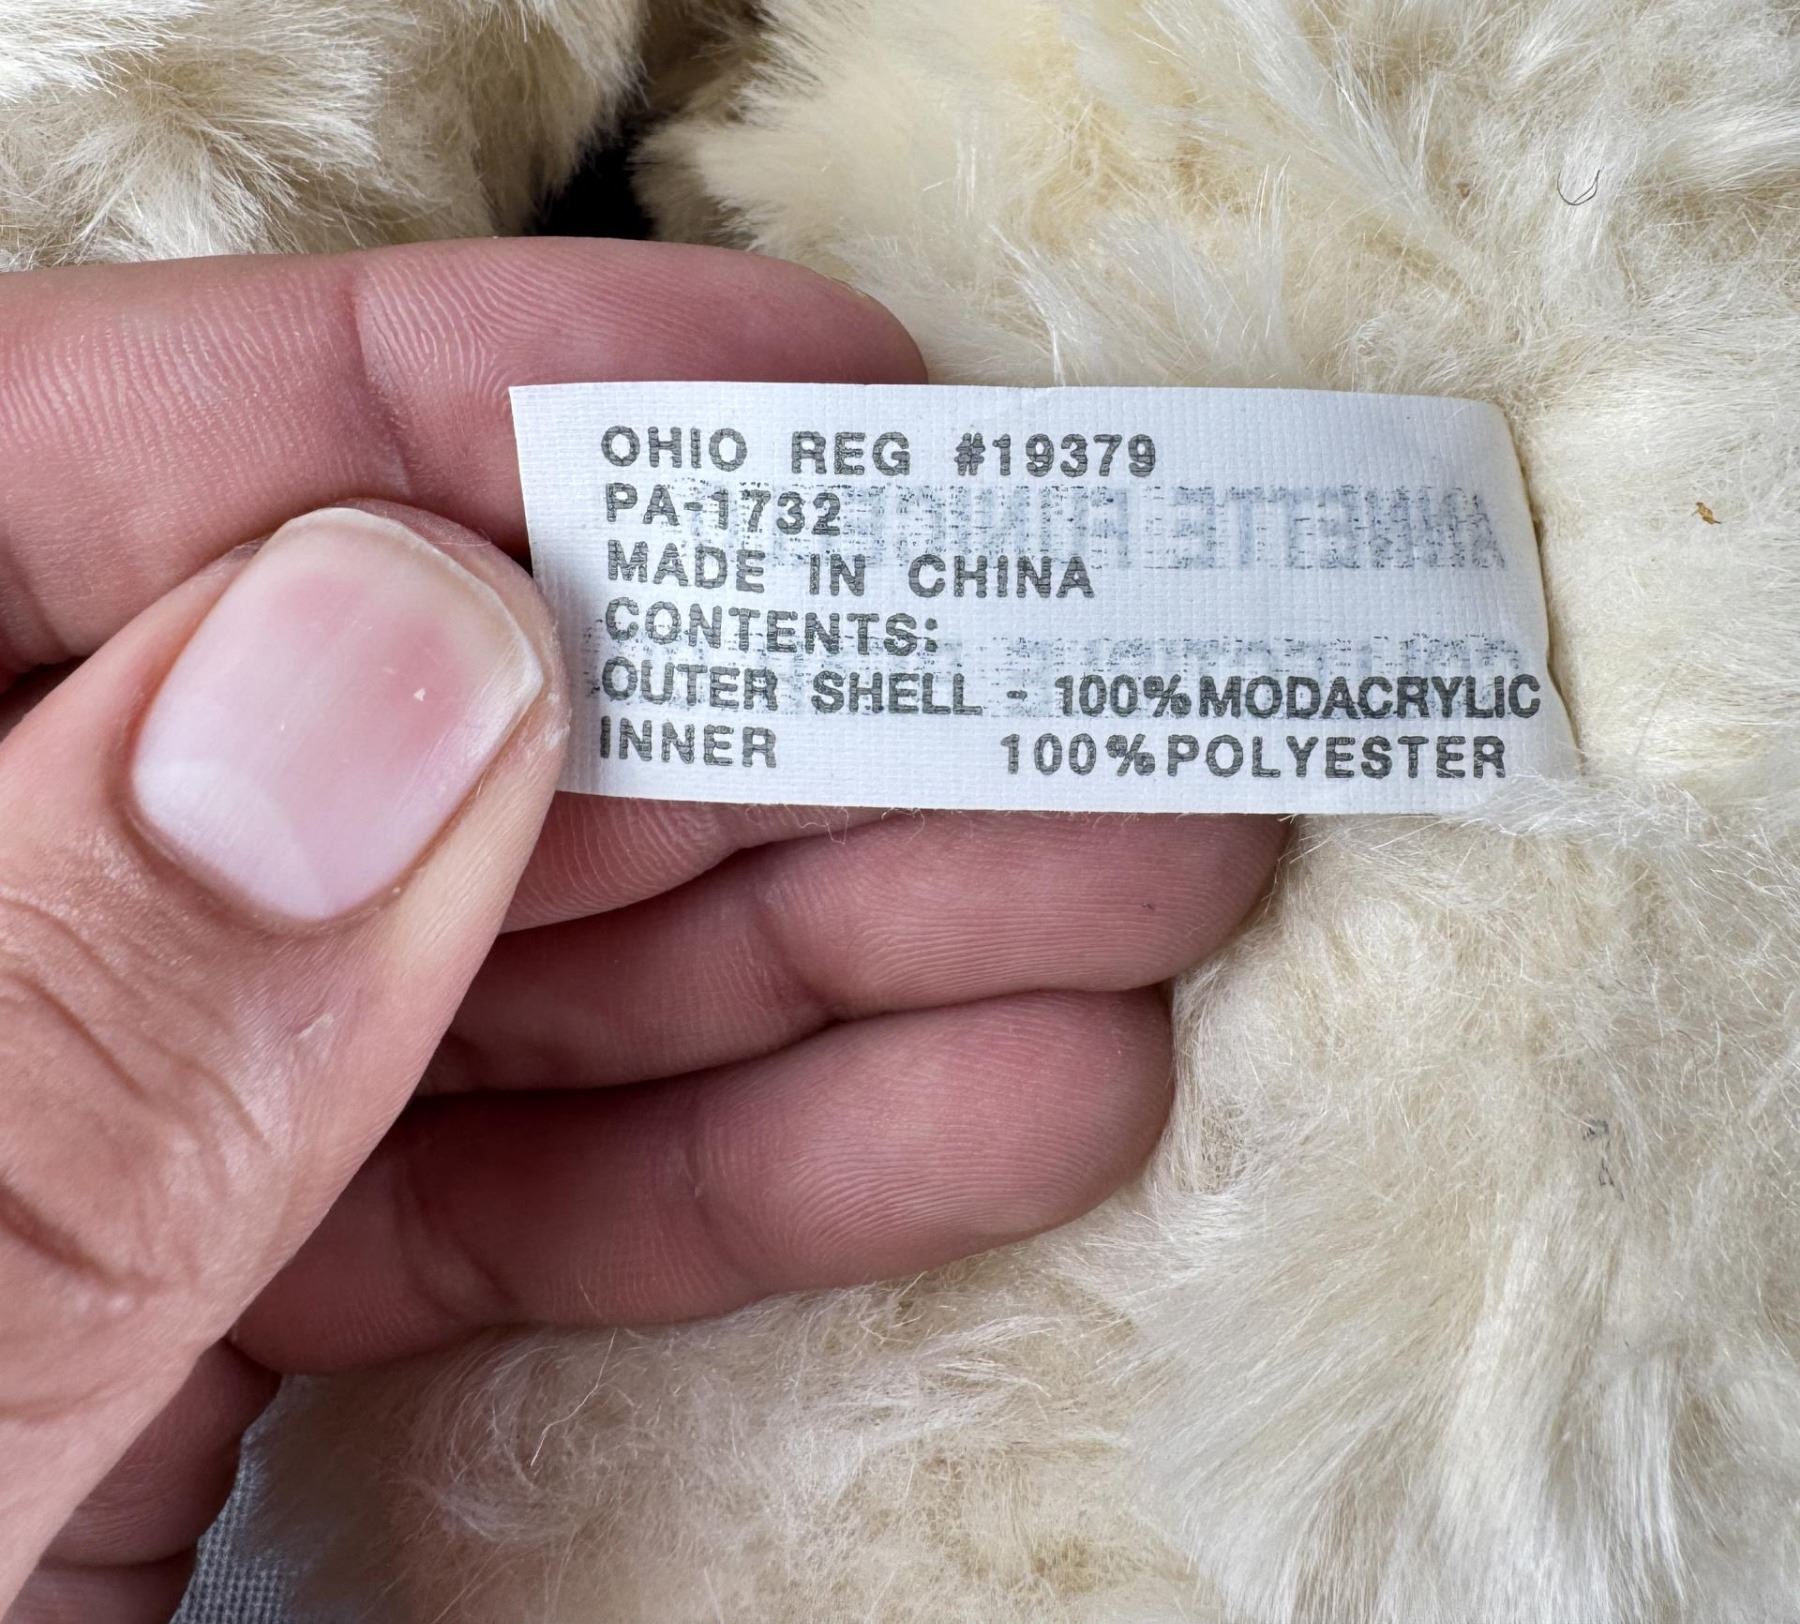 OHIO REG #19379
PA-1732
MADE IN CHINA
CONTENTS:
OUTER SHELL - 100% MODACRYLIC
INNER 100% POLYESTER